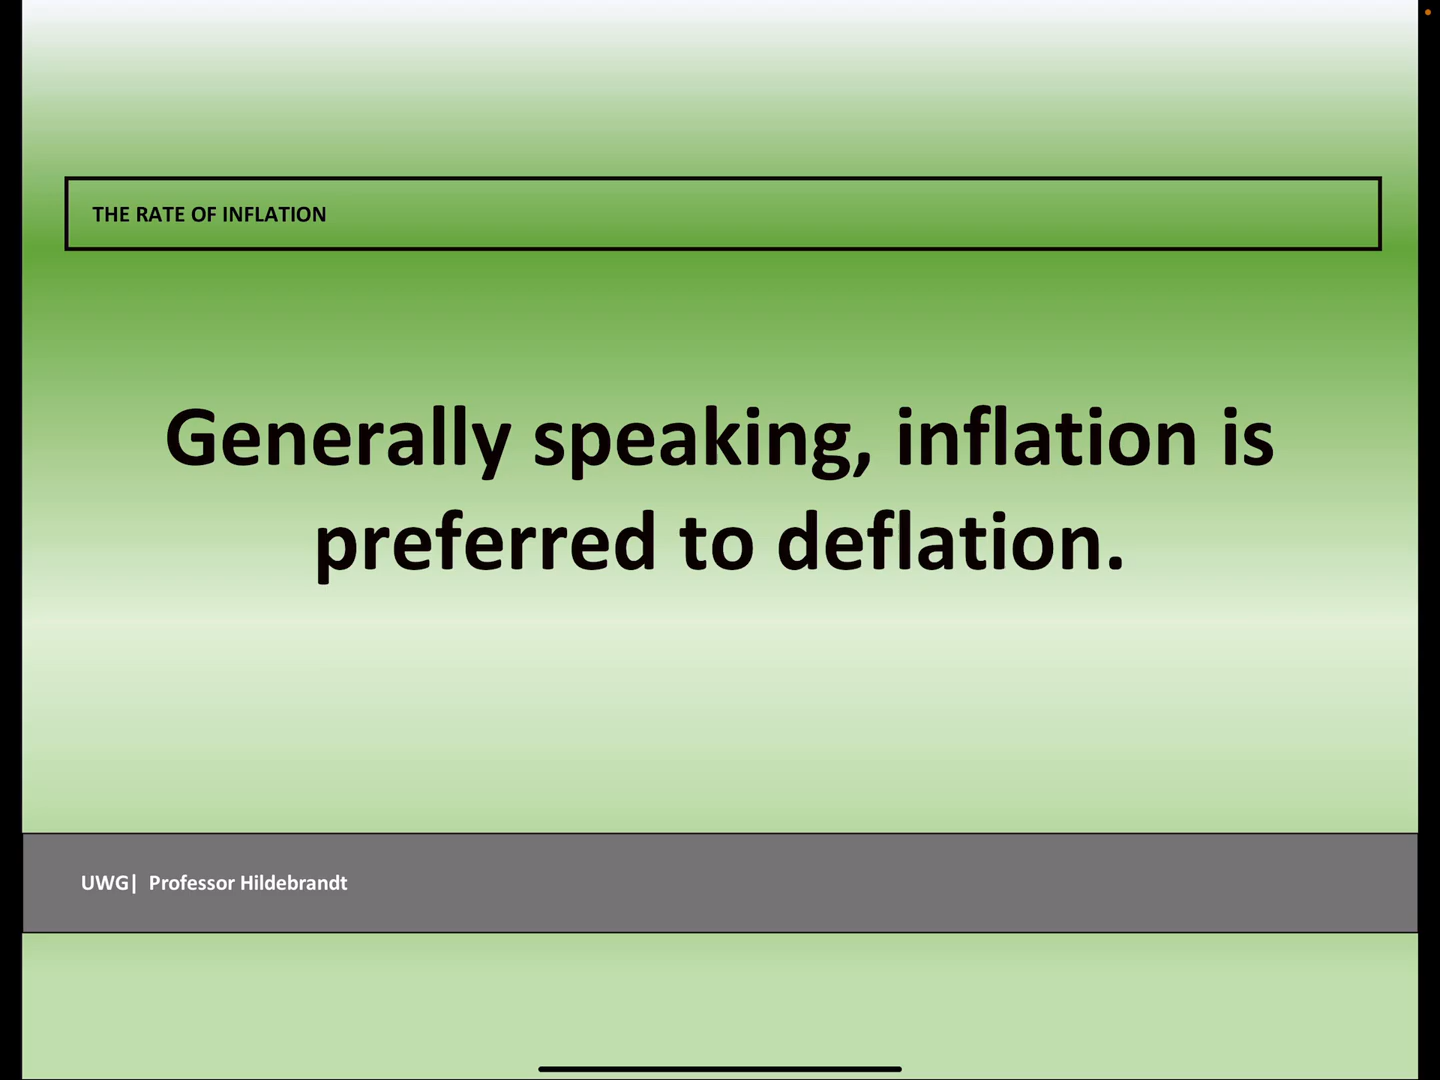 THE RATE OF INFLATION
Generally speaking, inflation is
preferred to deflation.
UWG| Professor Hildebrandt